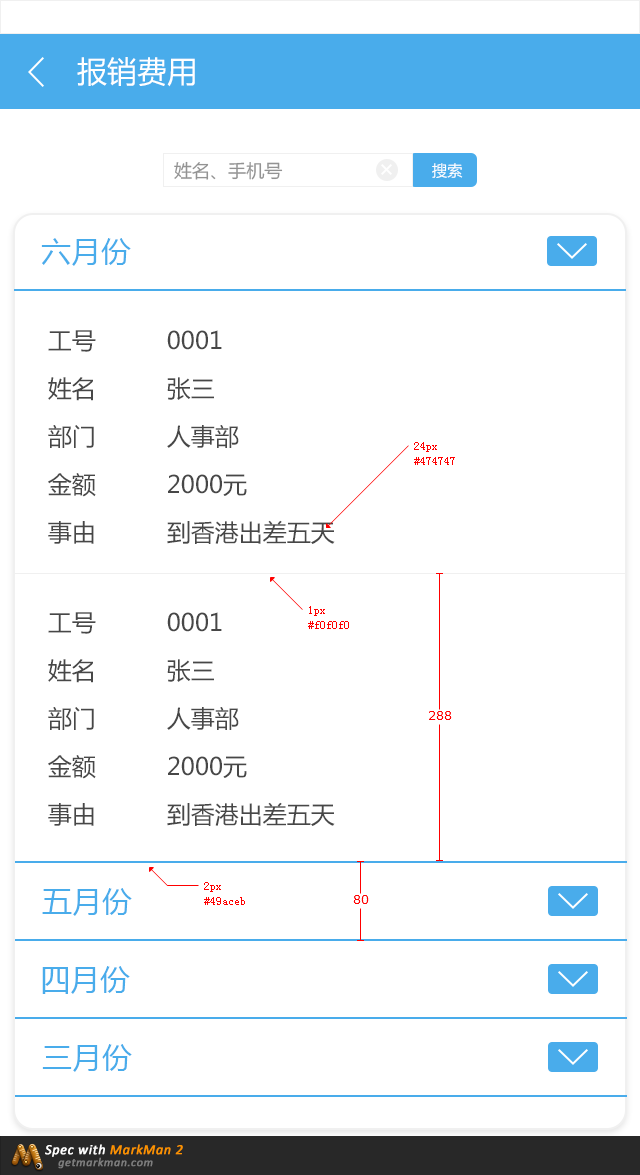 报销费用
姓名、手机号
搜索
六月份
工号 0001
姓名 张三
部门 人事部
金额 2000元
事由 到香港出差五天
24px
#474747
1px
#f0f0f0
工号 0001
姓名 张三
部门 人事部
金额 2000元
事由 到香港出差五天
288
2px
#49aceb
80
五月份
四月份
三月份
Spec with MarkMan 2
getmarkman.com